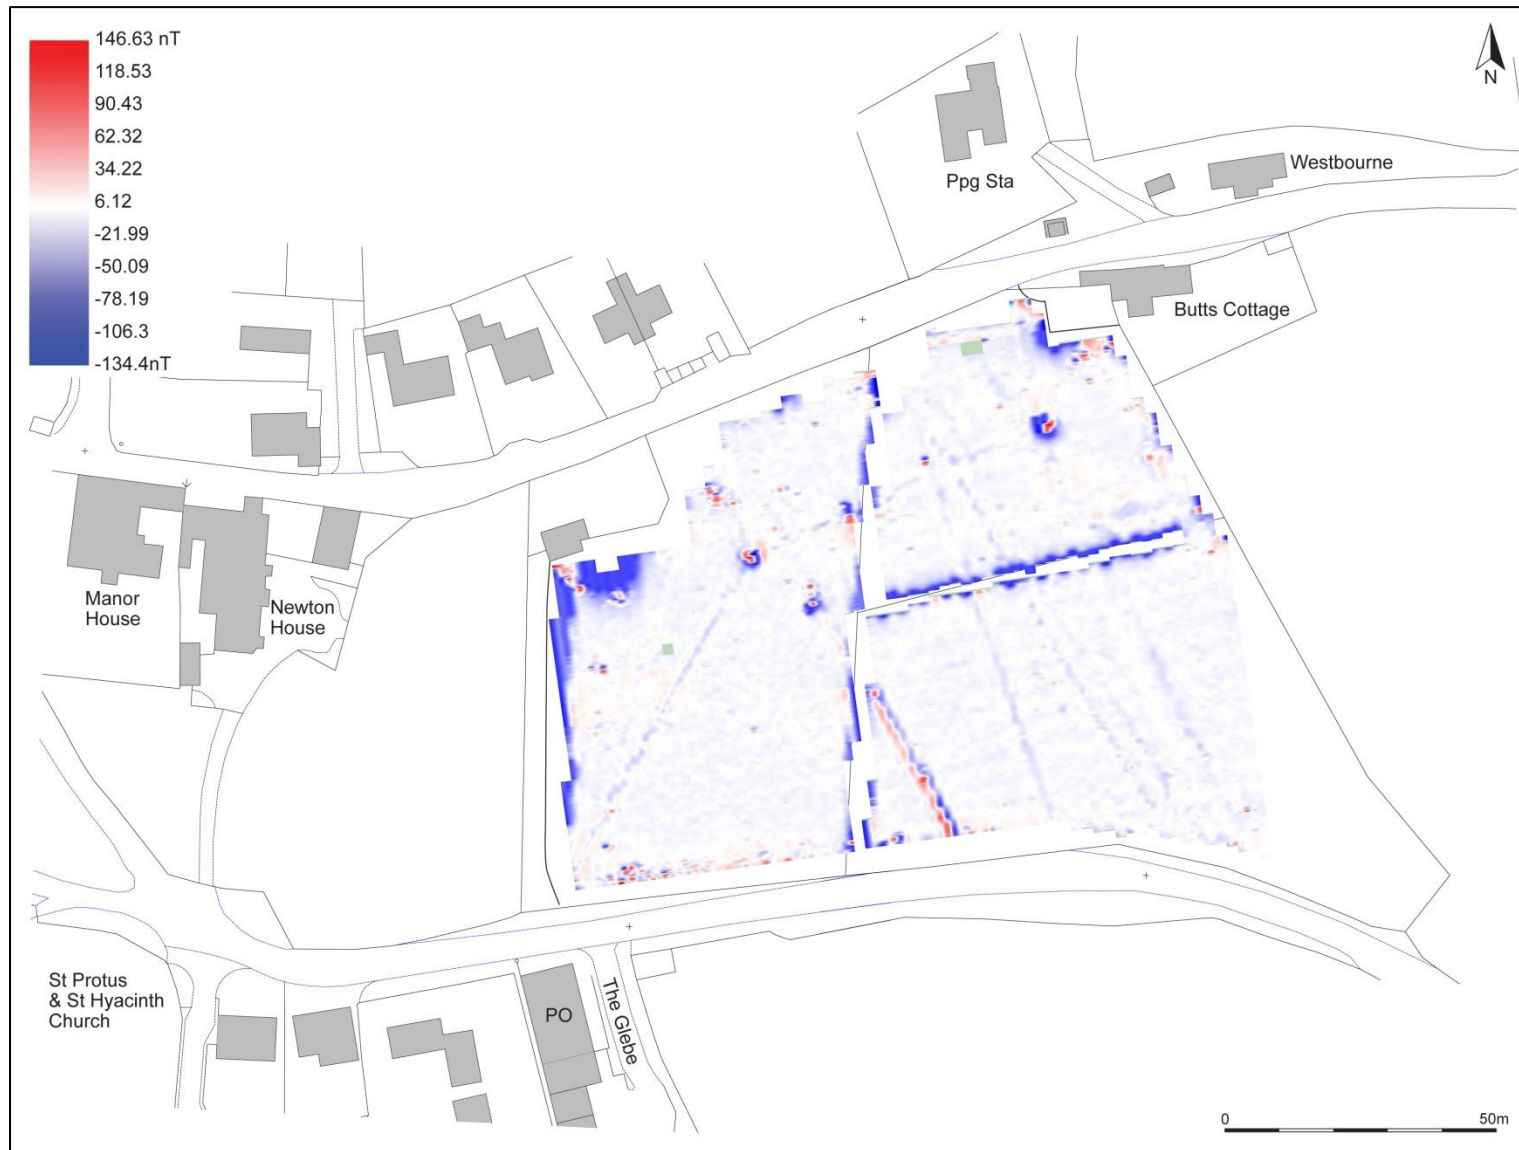 146.63 nT
118.53
90.43
62.32
34.22
6.12
-21.99
-50.09
-78.19
-106.3
-134.4nT
N
Ppg Sta
Westbourne
Butts Cottage
Manor
House
Newton
House
St Protus
& St Hyacinth
Church
PO
The Glebe
0
50m